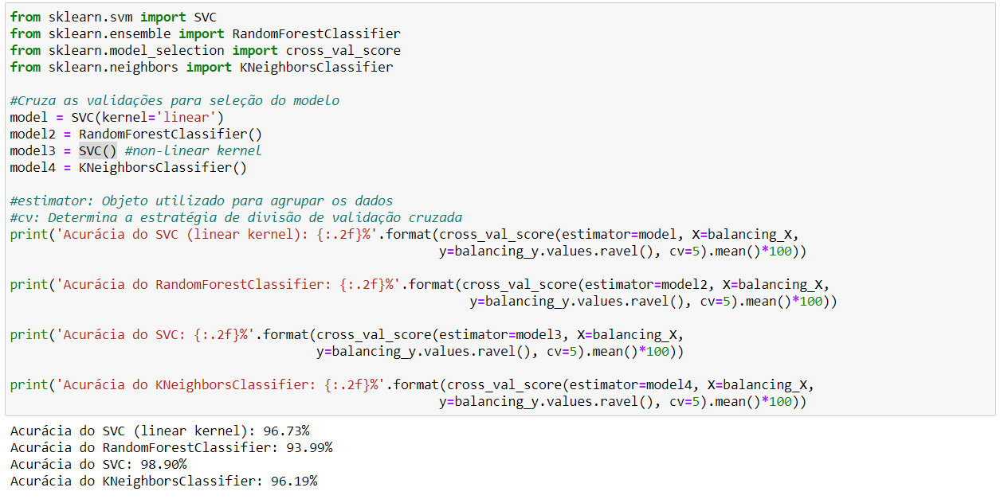 from sklearn.svm import SVC
from sklearn.ensemble import RandomForestClassifier
from sklearn.model_selection import cross_val_score
from sklearn.neighbors import KNeighborsClassifier

#Cruza as validações para seleção do modelo
model = SVC(kernel='linear')
model2 = RandomForestClassifier()
model3 = SVC() #non-linear kernel
model4 = KNeighborsClassifier()

#estimator: Objeto utilizado para agrupar os dados
#cv: Determina a estratégia de divisão de validação cruzada
print('Acurácia do SVC (linear kernel): {:.2f}%'.format(cross_val_score(estimator=model, X=balancing_X,
                                                        y=balancing_y.values.ravel(), cv=5).mean()*100))

print('Acurácia do RandomForestClassifier: {:.2f}%'.format(cross_val_score(estimator=model2, X=balancing_X,
                                                            y=balancing_y.values.ravel(), cv=5).mean()*100))

print('Acurácia do SVC: {:.2f}%'.format(cross_val_score(estimator=model3, X=balancing_X,
                                        y=balancing_y.values.ravel(), cv=5).mean()*100))

print('Acurácia do KNeighborsClassifier: {:.2f}%'.format(cross_val_score(estimator=model4, X=balancing_X,
                                                        y=balancing_y.values.ravel(), cv=5).mean()*100))

Acurácia do SVC (linear kernel): 96.73%
Acurácia do RandomForestClassifier: 93.99%
Acurácia do SVC: 98.90%
Acurácia do KNeighborsClassifier: 96.19%